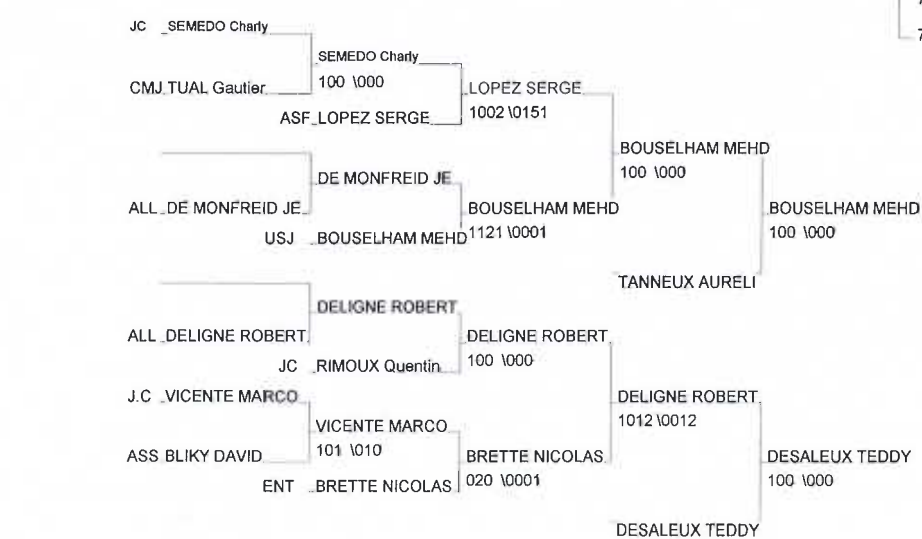 JC SEMEDO Charly
SEMEDO Charly
CMJ TUAL Gautier
100 \000
LOPEZ SERGE
ASF LOPEZ SERGE
1002 \0151
BOUSELHAM MEHD
100 \000
DE MONFREID JE
ALL DE MONFREID JE
BOUSELHAM MEHD
BOUSELHAM MEHD
USJ BOUSELHAM MEHD
1121 \0001
100 \000
TANNEUX AURELI
DELIGNE ROBERT
ALL DELIGNE ROBERT
DELIGNE ROBERT
JC RIMOUX Quentin
100 \000
J.C VICENTE MARCO
DELIGNE ROBERT
1012 \0012
VICENTE MARCO
101 \010
ASS BLIKY DAVID
BRETTE NICOLAS
DESALEUX TEDDY
020 \0001
100 \000
ENT BRETTE NICOLAS
DESALEUX TEDDY